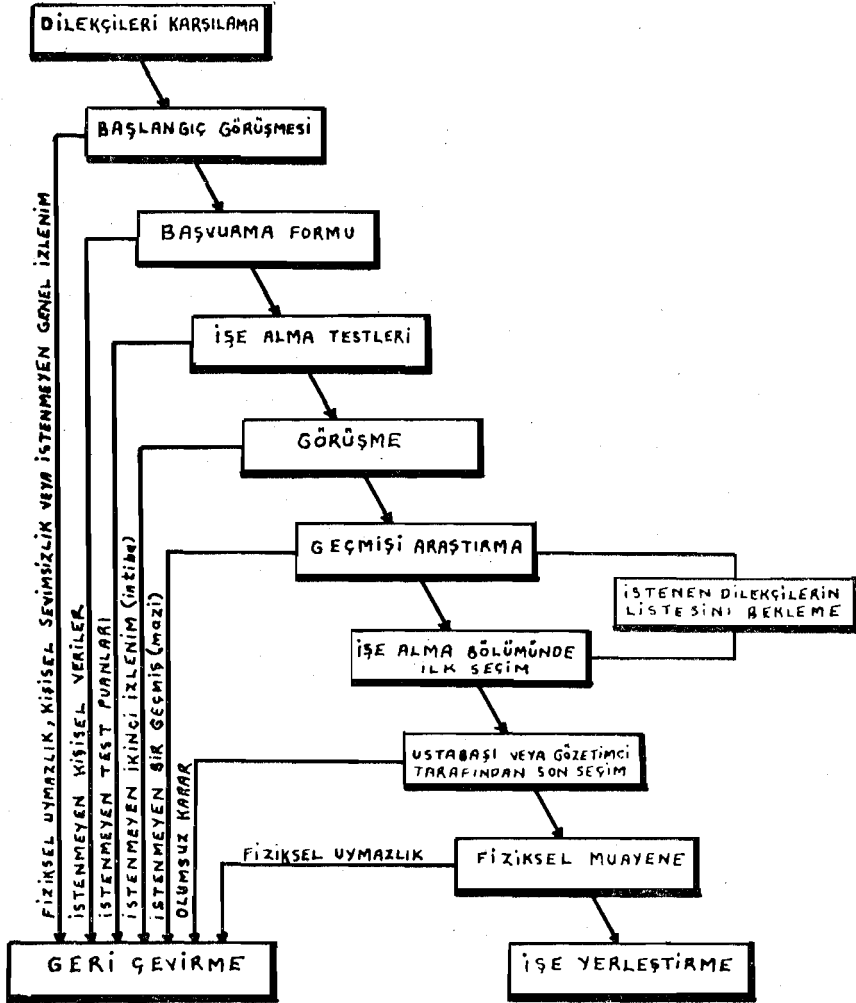 DİLEKÇİLERİ KARŞILAMA
BAŞLANGIÇ GÖRÜŞMESİ
BAŞVURMA FORMU
İŞE ALMA TESTLERİ
GÖRÜŞME
GEÇMİŞİ ARAŞTIRMA
İSTENEN DİLEKÇİLERİN
LİSTESİNİ BEKLEME
İŞE ALMA BÖLÜMÜNDE
İLK SEÇİM
USTABAŞI VEYA GÖZETİMCİ
TARAFINDAN SON SEÇİM
FİZİKSEL MUAYENE
İŞE YERLEŞTİRME
FİZİKSEL UYMAZLIK, KİŞİSEL SEVİMSİZLİK VEYA İSTENMEYEN GENEL İZLENİM
İSTENMEYEN KİŞİSEL VERİLER
İSTENMEYEN TEST PUANLARI
İSTENMEYEN İKİNÇİ İZLENİM (intiba)
İSTENMEYEN BİR GEÇMİŞ (mazi)
OLUMSUZ KARAR
FİZİKSEL UYMAZLIK
GERİ ÇEVİRME